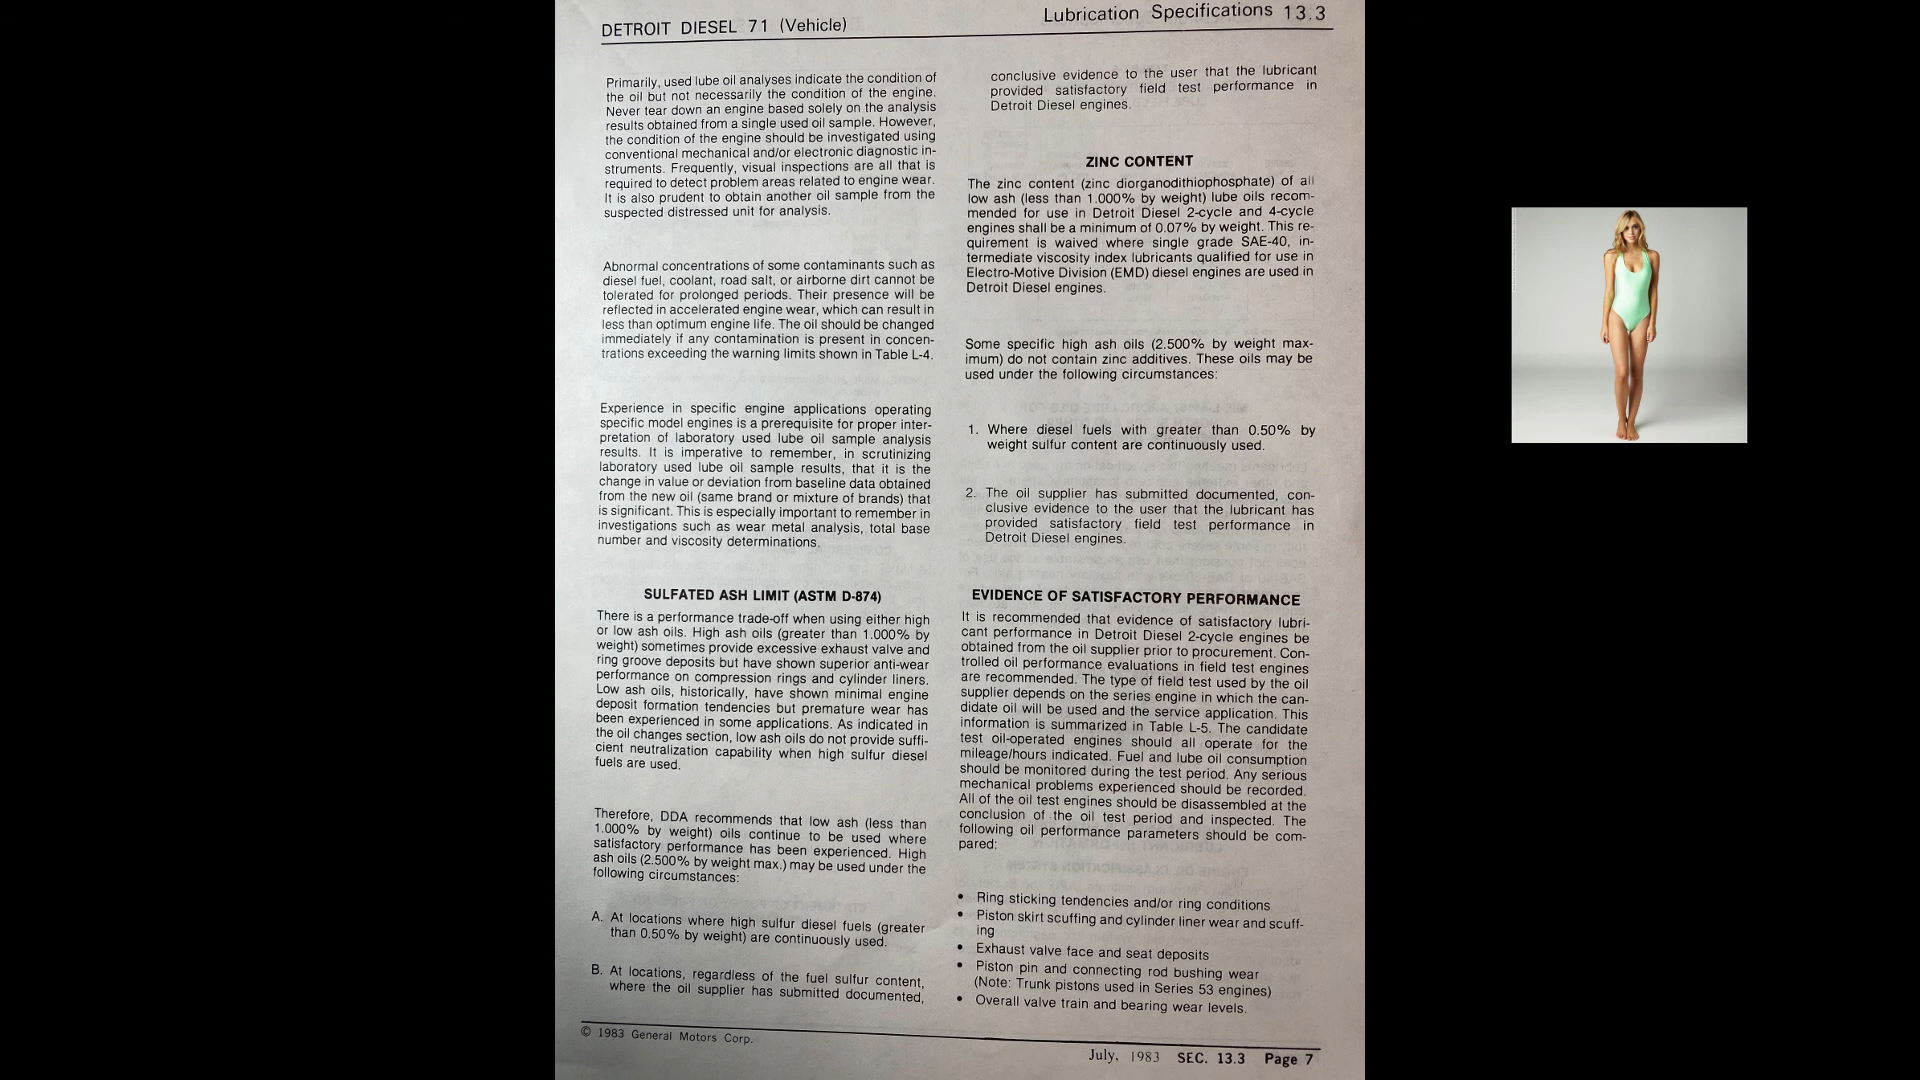 DETROIT DIESEL 71 (Vehicle)
Lubrication Specifications 13.3
Primarily, used lube oil analyses indicate the condition of
the oil but not necessarily the condition of the engine.
Never tear down an engine based solely on the analysis
results obtained from a single used oil sample. However,
the condition of the engine should be investigated using
conventional mechanical and/or electronic diagnostic in-
struments. Frequently, visual inspections are all that is
required to detect problem areas related to engine wear.
It is also prudent to obtain another oil sample from the
suspected distressed unit for analysis.
Abnormal concentrations of some contaminants such as
diesel fuel, coolant, road salt, or airborne dirt cannot be
tolerated for prolonged periods. Their presence will be
reflected in accelerated engine wear, which can result in
less than optimum engine life. The oil should be changed
immediately if any contamination is present in concen-
trations exceeding the warning limits shown in Table L-4.
Experience in specific engine applications operating
specific model engines is a prerequisite for proper inter-
pretation of laboratory used lube oil sample analysis
results. It is imperative to remember, in scrutinizing
laboratory used lube oil sample results, that it is the
change in value or deviation from baseline data obtained
from the new oil (same brand or mixture of brands) that
is significant. This is especially important to remember in
investigations such as wear metal analysis, total base
number and viscosity determinations.
SULFATED ASH LIMIT (ASTM D-874)
There is a performance trade-off when using either high
or low ash oils. High ash oils (greater than 1.000% by
weight) sometimes provide excessive exhaust valve and
ring groove deposits but have shown superior anti-wear
performance on compression rings and cylinder liners.
Low ash oils, historically, have shown minimal engine
deposit formation tendencies but premature wear has
been experienced in some applications. As indicated in
the oil changes section, low ash oils do not provide suffi-
cient neutralization capability when high sulfur diesel
fuels are used.
Therefore, DDA recommends that low ash (less than
1.000% by weight) oils continue to be used where
satisfactory performance has been experienced. High
ash oils (2.500% by weight max.) may be used under the
following circumstances:
A. At locations where high sulfur diesel fuels (greater
than 0.50% by weight) are continuously used.
B. At locations, regardless of the fuel sulfur content,
where the oil supplier has submitted documented,
conclusive evidence to the user that the lubricant
provided satisfactory field test performance in
Detroit Diesel engines.
ZINC CONTENT
The zinc content (zinc diorganodithiophosphate) of all
low ash (less than 1.000% by weight) lube oils recom-
mended for use in Detroit Diesel 2-cycle and 4-cycle
engines shall be a minimum of 0.07% by weight. This re-
quirement is waived where single grade SAE-40, in-
termediate viscosity index lubricants qualified for use in
Electro-Motive Division (EMD) diesel engines are used in
Detroit Diesel engines.
Some specific high ash oils (2.500% by weight max-
imum) do not contain zinc additives. These oils may be
used under the following circumstances:
1. Where diesel fuels with greater than 0.50% by
weight sulfur content are continuously used.
2. The oil supplier has submitted documented, con-
clusive evidence to the user that the lubricant has
provided satisfactory field test performance in
Detroit Diesel engines.
EVIDENCE OF SATISFACTORY PERFORMANCE
It is recommended that evidence of satisfactory lubri-
cant performance in Detroit Diesel 2-cycle engines be
obtained from the oil supplier prior to procurement. Con-
trolled oil performance evaluations in field test engines
are recommended. The type of field test used by the oil
supplier depends on the series engine in which the can-
didate oil will be used and the service application. This
information is summarized in Table L-5. The candidate
test oil-operated engines should all operate for the
mileage/hours indicated. Fuel and lube oil consumption
should be monitored during the test period. Any serious
mechanical problems experienced should be recorded.
All of the oil test engines should be disassembled at the
conclusion of the oil test period and inspected. The
following oil performance parameters should be com-
pared:
• Ring sticking tendencies and/or ring conditions
• Piston skirt scuffing and cylinder liner wear and scuff-
ing
• Exhaust valve face and seat deposits
• Piston pin and connecting rod bushing wear
(Note: Trunk pistons used in Series 53 engines)
• Overall valve train and bearing wear levels.
© 1983 General Motors Corp.
July, 1983 SEC. 13.3 Page 7